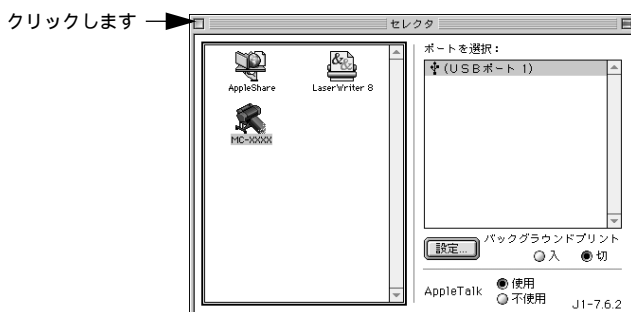 クリックします
セレクタ
AppleShare
LaserWriter 8
MC-XXXX
ポートを選択：
(USBポート 1)
設定...
バックグラウンドプリント
入 切
AppleTalk
使用
不使用
J1-7.6.2